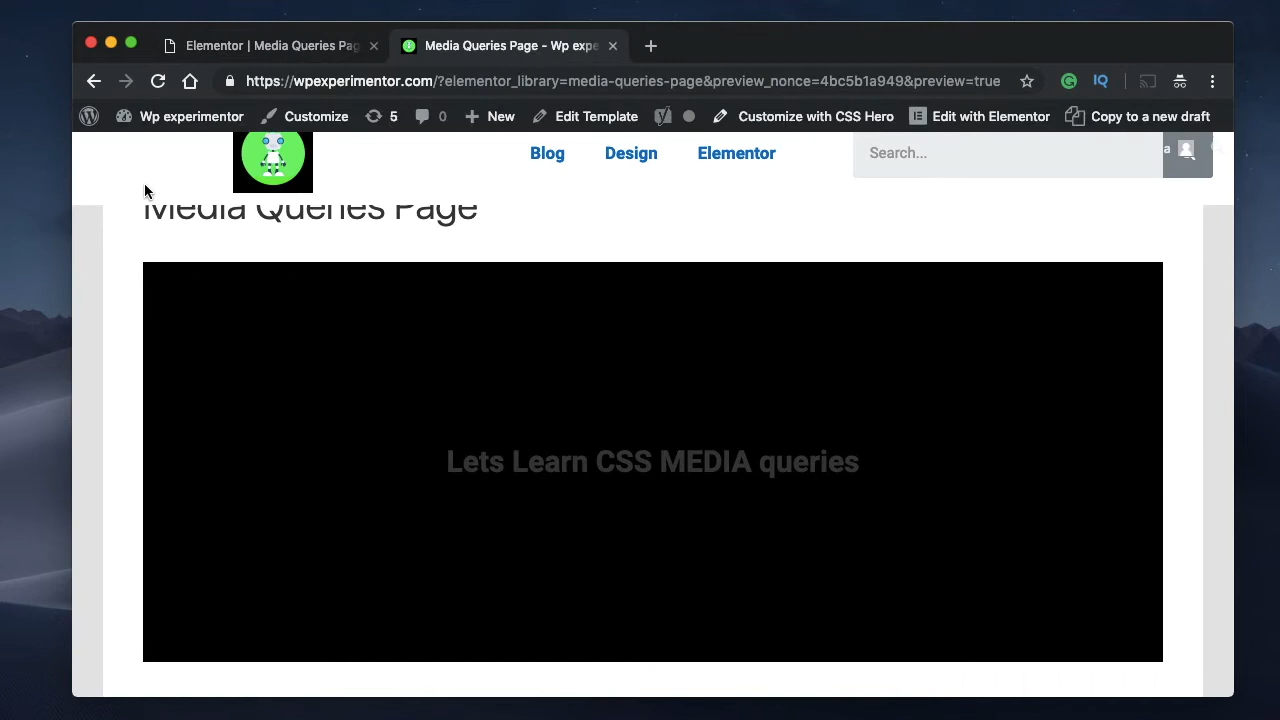 Elementor | Media Queries Pag
Media Queries Page - Wp expe
https://wpexperimentor.com/?elementor_library=media-queries-page&preview_nonce=4bc5b1a949&preview=true
IQ
Wp experimentor Customize 5 0 New Edit Template Customize with CSS Hero Edit with Elementor Copy to a new draft
Blog Design Elementor Search... a
Media Queries Page
Lets Learn CSS MEDIA queries